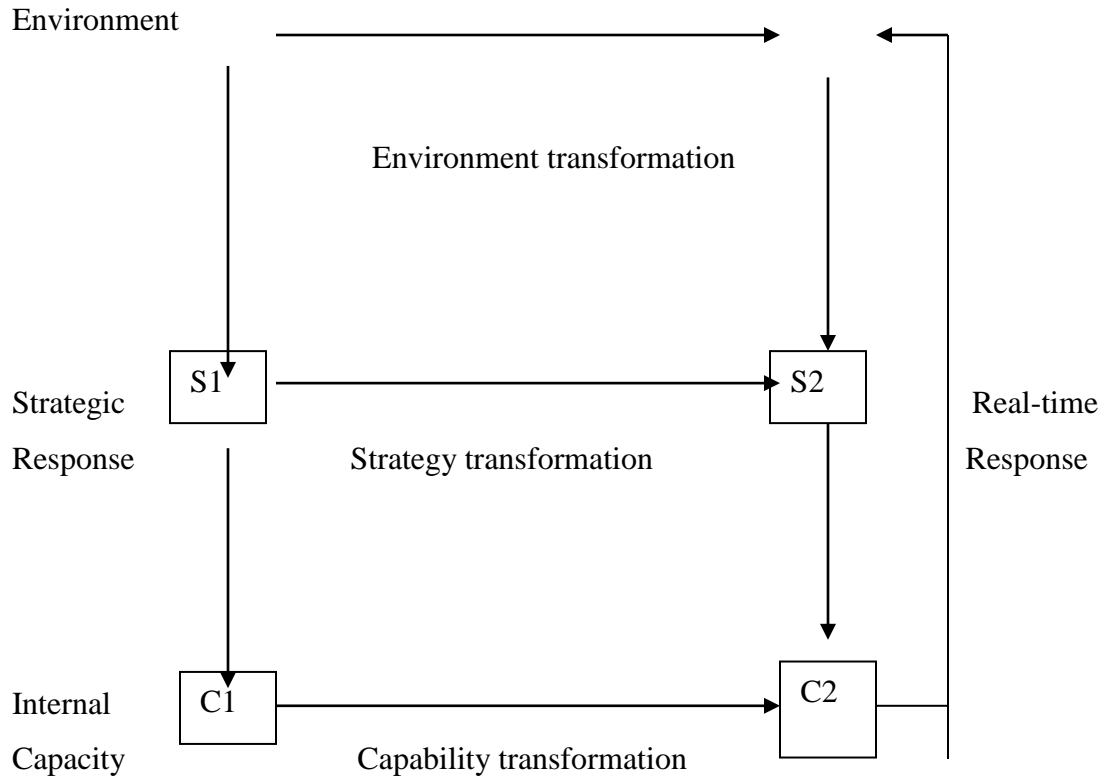 Environment
Environment transformation
S1
S2
Strategic
Response
Strategy transformation
Real-time
Response
C1
C2
Internal
Capacity
Capability transformation